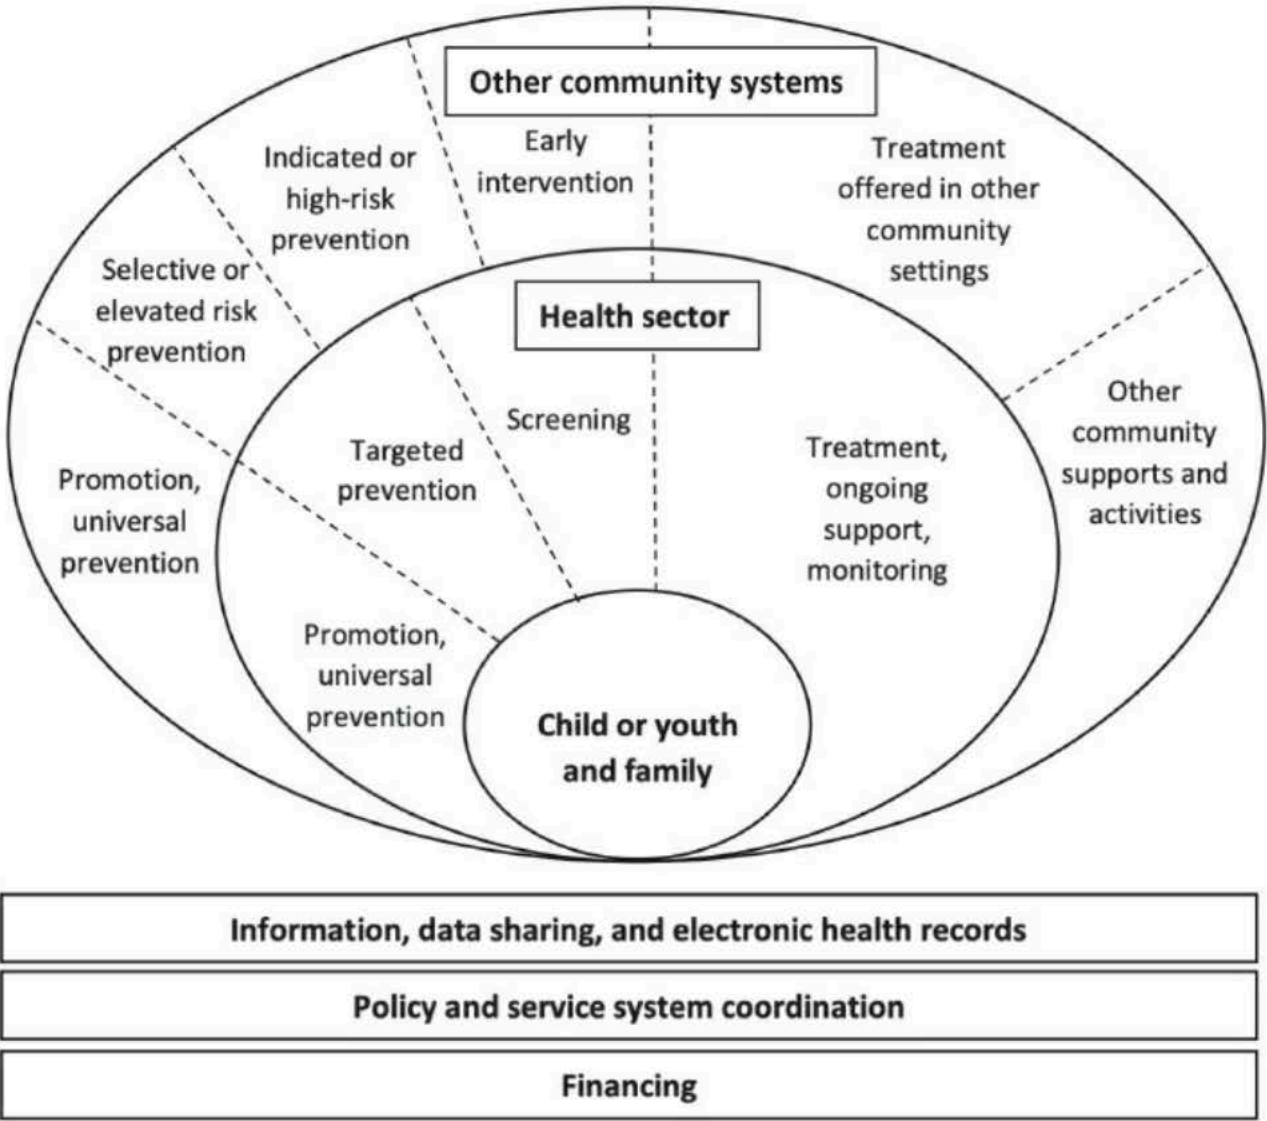 Other community systems
Early
intervention
Indicated or
high-risk
prevention
Treatment
offered in other
community
settings
Selective or
elevated risk
prevention
Health sector
Other
community
supports and
activities
Screening
Targeted
prevention
Treatment,
ongoing
support,
monitoring
Promotion,
universal
prevention
Promotion,
universal
prevention
Child or youth
and family
Information, data sharing, and electronic health records
Policy and service system coordination
Financing